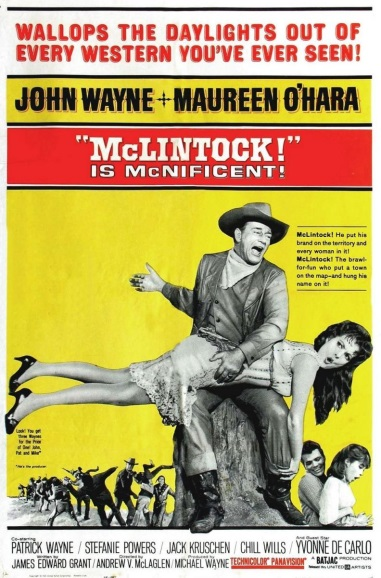 WALLOPS THE DAYLIGHTS OUT OF
EVERY WESTERN YOU'VE EVER SEEN!
JOHN WAYNE + MAUREEN O'HARA
"McLINTOCK!"
IS McNIFICENT!
McLintock! He put his
brand on the territory and
every woman in it!
McLintock! The brawl-
for-fun who put a town
on the map—and hung his
name on it!
Look! You get
three Waynes
for the Price
of One! John,
Pat and Mike*
*He's the producer
Co-starring
PATRICK WAYNE / STEFANIE POWERS / JACK KRUSCHEN / CHILL WILLS /
And Guest Star
YVONNE DE CARLO
Written by
JAMES EDWARD GRANT /
Directed by
ANDREW V. McLAGLEN /
Produced by
MICHAEL WAYNE
TECHNICOLOR® PANAVISION®
A BATJAC PRODUCTION
Released thru UNITED ARTISTS